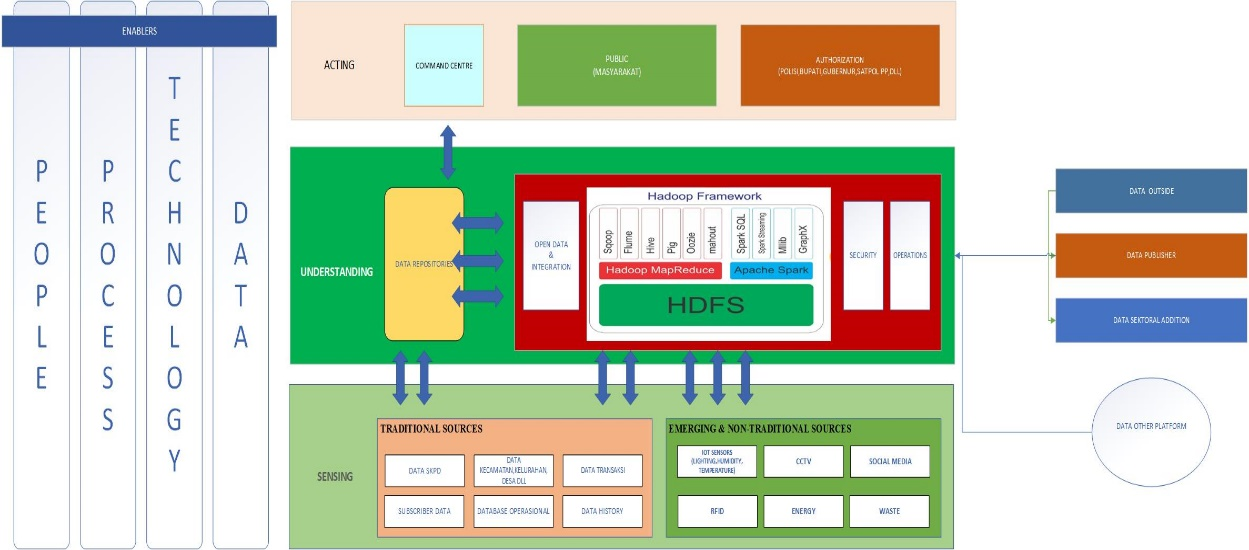 ENABLERS
PEOPLE
PROCESS
TECHNOLOGY
DATA
ACTING
COMMAND CENTRE
PUBLIC
(MASYARAKAT)
AUTHORIZATION
(POLISI,BUPATI,GUBERNUR,SATPOL PP,DLL)
UNDERSTANDING
DATA REPOSITORIES
OPEN DATA
&
INTEGRATION
Hadoop Framework
Sqoop
Flume
Hive
Pig
Oozie
mahout
Spark SQL
Spark Streaming
Mllib
GraphX
Hadoop MapReduce
Apache Spark
HDFS
SECURITY
OPERATIONS
DATA OUTSIDE
DATA PUBLISHER
DATA SEKTORAL ADDITION
DATA OTHER PLATFORM
SENSING
TRADITIONAL SOURCES
DATA SKPD
DATA
KECAMATAN,KELURAHAN,
DESA DLL
DATA TRANSAKSI
SUBSCRIBER DATA
DATABASE OPERASIONAL
DATA HISTORY
EMERGING & NON-TRADITIONAL SOURCES
IOT SENSORS
(LIGHTING,HUMIDITY,
TEMPERATURE)
CCTV
SOCIAL MEDIA
RFID
ENERGY
WASTE